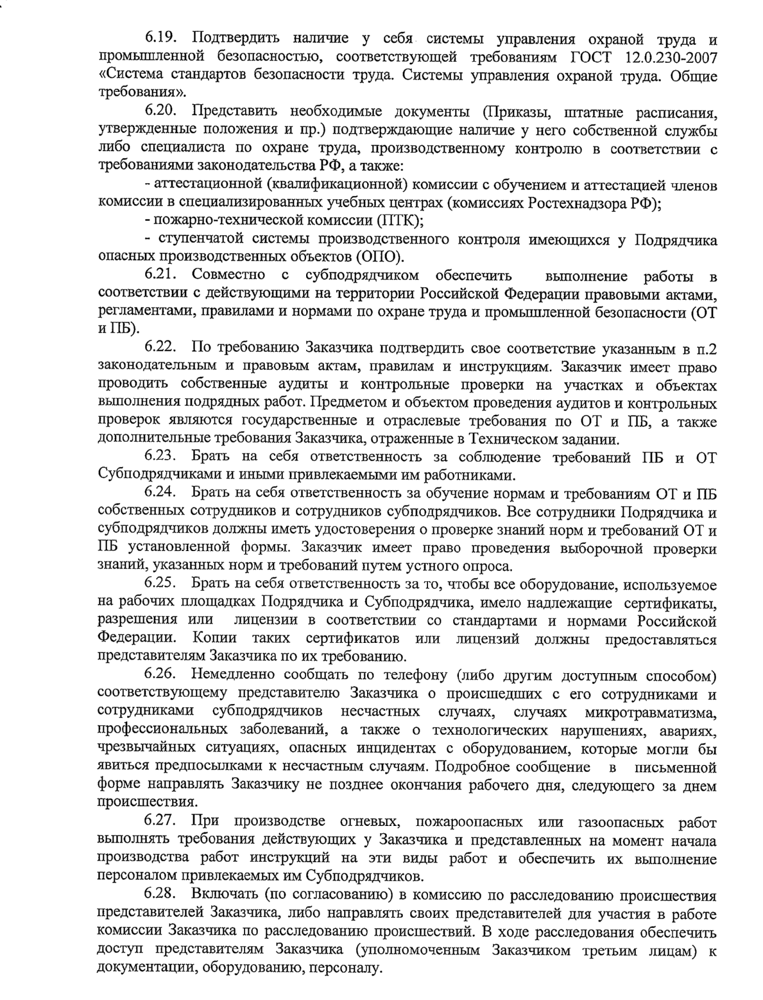 6.19. Подтвердить наличие у себя системы управления охраной труда и
промышленной безопасностью, соответствующей требованиям ГОСТ 12.0.230-2007
«Система стандартов безопасности труда. Системы управления охраной труда. Общие
требования».
6.20. Представить необходимые документы (Приказы, штатные расписания,
утвержденные положения и пр.) подтверждающие наличие у него собственной службы
либо специалиста по охране труда, производственному контролю в соответствии с
требованиями законодательства РФ, а также:
- аттестационной (квалификационной) комиссии с обучением и аттестацией членов
комиссии в специализированных учебных центрах (комиссиях Ростехнадзора РФ);
- пожарно-технической комиссии (ПТК);
- ступенчатой системы производственного контроля имеющихся у Подрядчика
опасных производственных объектов (ОПО).
6.21. Совместно с субподрядчиком обеспечить выполнение работы в
соответствии с действующими на территории Российской Федерации правовыми актами,
регламентами, правилами и нормами по охране труда и промышленной безопасности (ОТ
и ПБ).
6.22. По требованию Заказчика подтвердить свое соответствие указанным в п.2
законодательным и правовым актам, правилам и инструкциям. Заказчик имеет право
проводить собственные аудиты и контрольные проверки на участках и объектах
выполнения подрядных работ. Предметом и объектом проведения аудитов и контрольных
проверок являются государственные и отраслевые требования по ОТ и ПБ, а также
дополнительные требования Заказчика, отраженные в Техническом задании.
6.23. Брать на себя ответственность за соблюдение требований ПБ и ОТ
Субподрядчиками и иными привлекаемыми им работниками.
6.24. Брать на себя ответственность за обучение нормам и требованиям ОТ и ПБ
собственных сотрудников и сотрудников субподрядчиков. Все сотрудники Подрядчика и
субподрядчиков должны иметь удостоверения о проверке знаний норм и требований ОТ и
ПБ установленной формы. Заказчик имеет право проведения выборочной проверки
знаний, указанных норм и требований путем устного опроса.
6.25. Брать на себя ответственность за то, чтобы все оборудование, используемое
на рабочих площадках Подрядчика и Субподрядчика, имело надлежащие сертификаты,
разрешения или лицензии в соответствии со стандартами и нормами Российской
Федерации. Копии таких сертификатов или лицензий должны предоставляться
представителям Заказчика по их требованию.
6.26. Немедленно сообщать по телефону (либо другим доступным способом)
соответствующему представителю Заказчика о происшедших с его сотрудниками и
сотрудниками субподрядчиков несчастных случаях, случаях микротравматизма,
профессиональных заболеваний, а также о технологических нарушениях, авариях,
чрезвычайных ситуациях, опасных инцидентах с оборудованием, которые могли бы
явиться предпосылками к несчастным случаям. Подробное сообщение в письменной
форме направлять Заказчику не позднее окончания рабочего дня, следующего за днем
происшествия.
6.27. При производстве огневых, пожароопасных или газоопасных работ
выполнять требования действующих у Заказчика и представленных на момент начала
производства работ инструкций на эти виды работ и обеспечить их выполнение
персоналом привлекаемых им Субподрядчиков.
6.28. Включать (по согласованию) в комиссию по расследованию происшествия
представителей Заказчика, либо направлять своих представителей для участия в работе
комиссии Заказчика по расследованию происшествий. В ходе расследования обеспечить
доступ представителям Заказчика (уполномоченным Заказчиком третьим лицам) к
документации, оборудованию, персоналу.